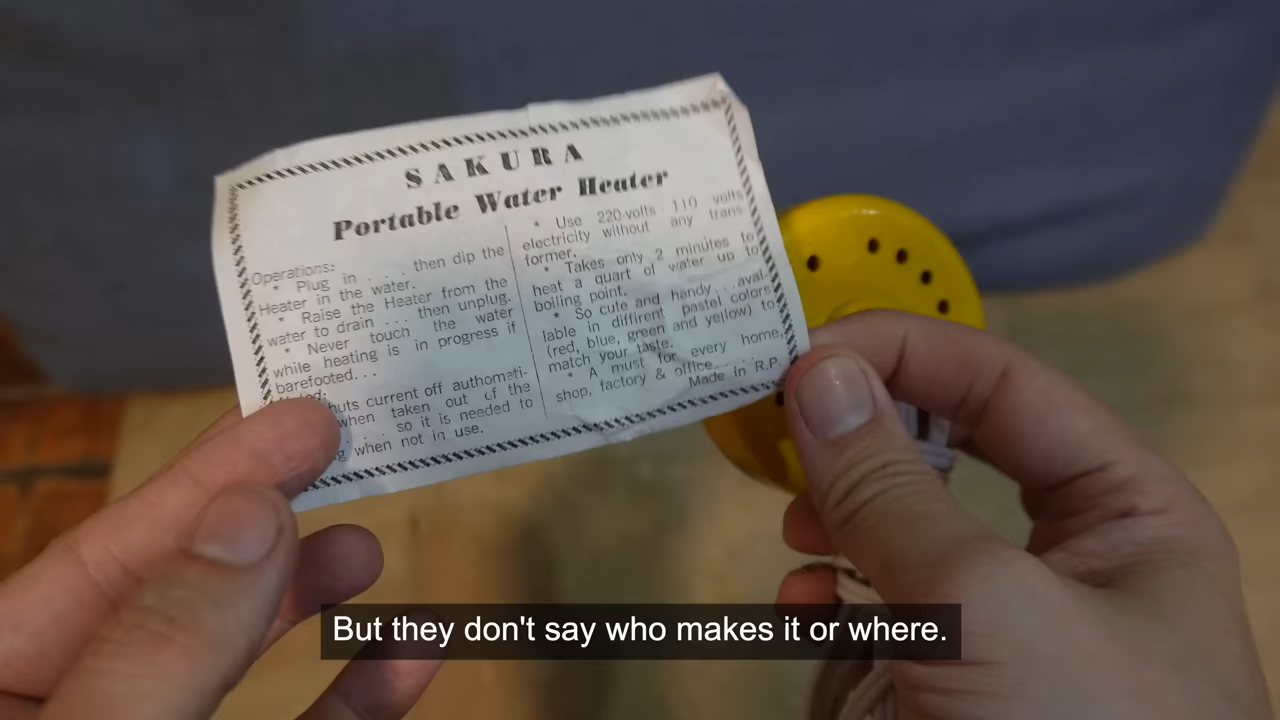 SAKURA
Portable Water Heater
Operations:
* Plug in . . . . then dip the
Heater in the water.
* Raise the Heater from the
water to drain . . . then unplug.
* Never touch the water
while heating is in progress if
barefooted. . .
huts current off authomati-
when taken out of the
. . . . so it is needed to
g when not in use.
* Use 220-volts 110 volts
electricity without any trans
former.
* Takes only 2 minutes to
heat a quart of water up to
boiling point.
* So cute and handy . . . avai-
lable in diffirent pastel colors
(red, blue, green and yellow) to
match your taste.
* A must for every home,
shop, factory & office. . . . .
Made in R.P.
But they don't say who makes it or where.